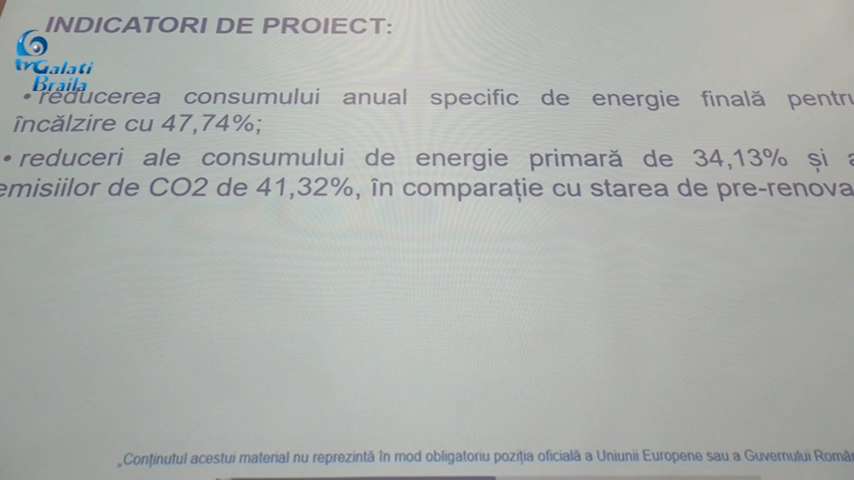 INDICATORI DE PROIECT:
tvGalati
Braila
• reducerea consumului anual specific de energie finală pentru
încălzire cu 47,74%;
• reduceri ale consumului de energie primară de 34,13% și a
emisiilor de CO2 de 41,32%, în comparație cu starea de pre-renova
„Conținutul acestui material nu reprezintă în mod obligatoriu poziția oficială a Uniunii Europene sau a Guvernului Român